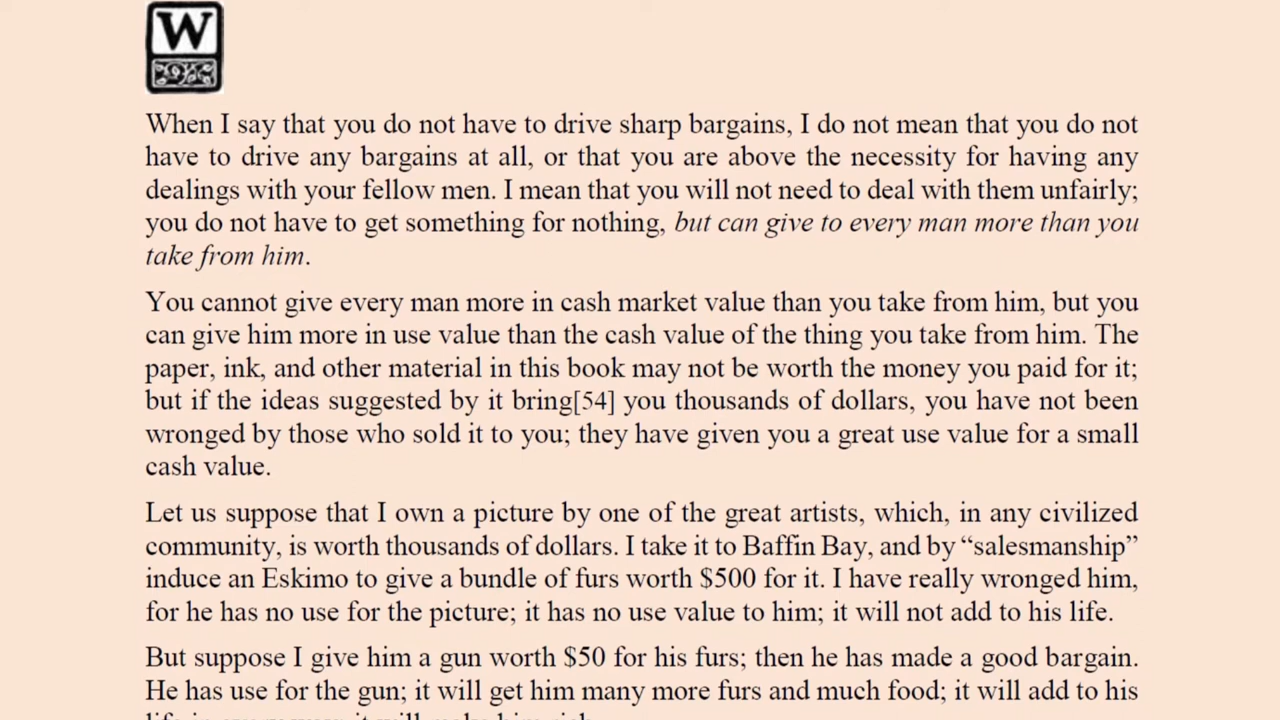 W
When I say that you do not have to drive sharp bargains, I do not mean that you do not
have to drive any bargains at all, or that you are above the necessity for having any
dealings with your fellow men. I mean that you will not need to deal with them unfairly;
you do not have to get something for nothing, but can give to every man more than you
take from him.
You cannot give every man more in cash market value than you take from him, but you
can give him more in use value than the cash value of the thing you take from him. The
paper, ink, and other material in this book may not be worth the money you paid for it;
but if the ideas suggested by it bring[54] you thousands of dollars, you have not been
wronged by those who sold it to you; they have given you a great use value for a small
cash value.
Let us suppose that I own a picture by one of the great artists, which, in any civilized
community, is worth thousands of dollars. I take it to Baffin Bay, and by “salesmanship”
induce an Eskimo to give a bundle of furs worth $500 for it. I have really wronged him,
for he has no use for the picture; it has no use value to him; it will not add to his life.
But suppose I give him a gun worth $50 for his furs; then he has made a good bargain.
He has use for the gun; it will get him many more furs and much food; it will add to his